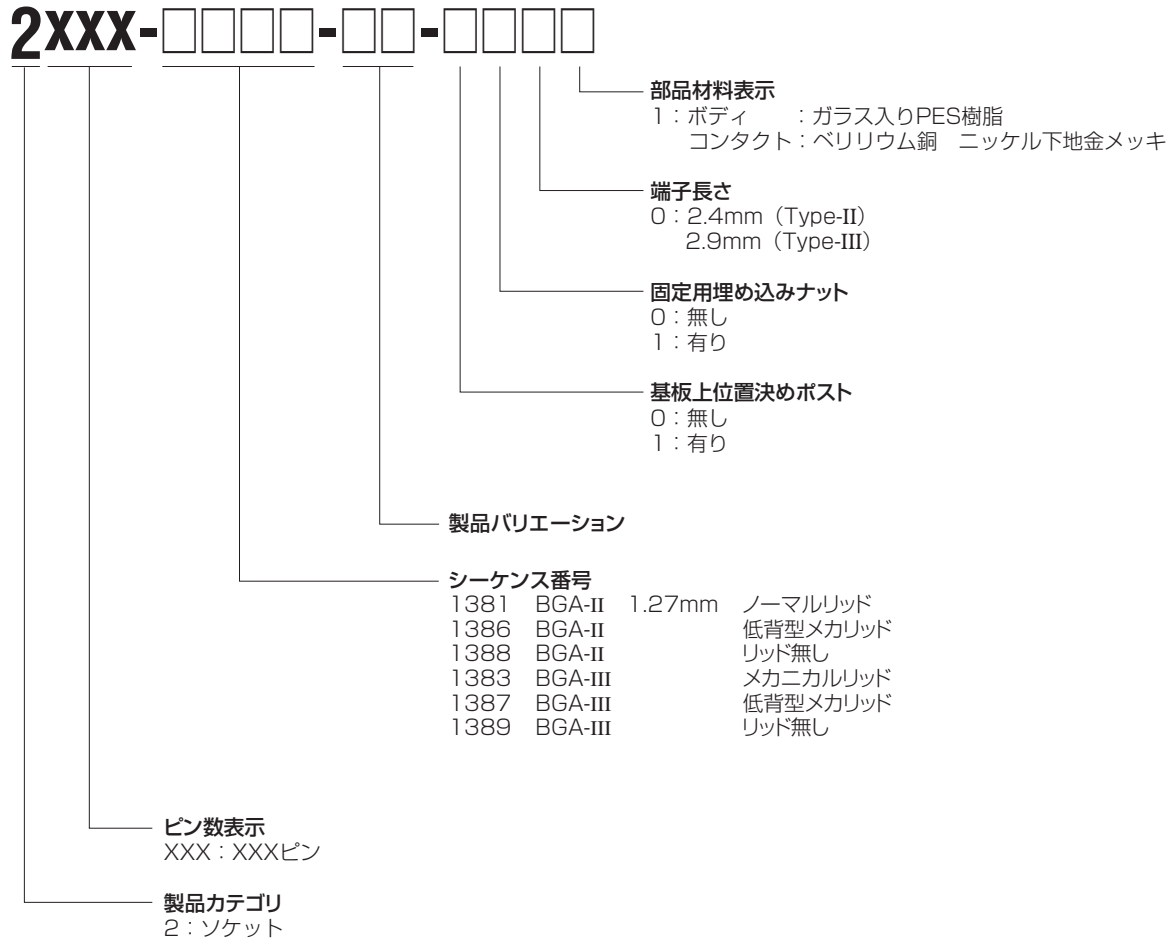 2XXX-□□□□-□□-□□□□
部品材料表示
1：ボディ　　：ガラス入りPES樹脂
コンタクト：ベリリウム銅　ニッケル下地金メッキ
端子長さ
0：2.4mm（Type-II）
2.9mm（Type-III）
固定用埋め込みナット
0：無し
1：有り
基板上位置決めポスト
0：無し
1：有り
製品バリエーション
シーケンス番号
1381　BGA-II　1.27mm　ノーマルリッド
1386　BGA-II　低背型メカリッド
1388　BGA-II　リッド無し
1383　BGA-III　メカニカルリッド
1387　BGA-III　低背型メカリッド
1389　BGA-III　リッド無し
ピン数表示
XXX：XXXピン
製品カテゴリ
2：ソケット